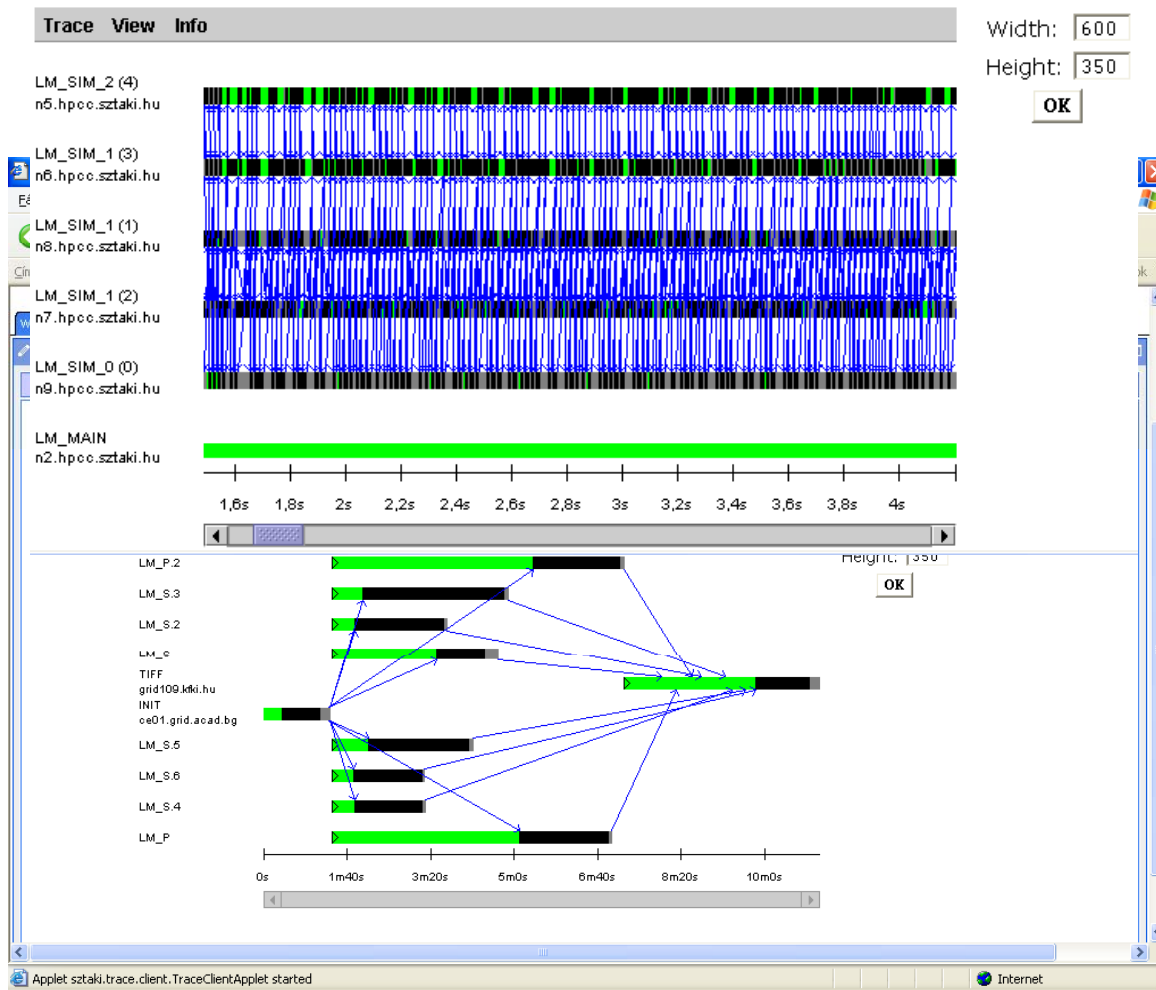 Trace View Info
Width: 600
Height: 350
OK
LM_SIM_2 (4)
n5.hpcc.sztaki.hu
LM_SIM_1 (3)
n6.hpcc.sztaki.hu
LM_SIM_1 (1)
n8.hpcc.sztaki.hu
LM_SIM_1 (2)
n7.hpcc.sztaki.hu
LM_SIM_0 (0)
n9.hpcc.sztaki.hu
LM_MAIN
n2.hpcc.sztaki.hu
1,6s 1,8s 2s 2,2s 2,4s 2,6s 2,8s 3s 3,2s 3,4s 3,6s 3,8s 4s
Height: 350
OK
LM_P.2
LM_S.3
LM_S.2
TIFF
grid109.kfki.hu
INIT
ce01.grid.acad.bg
LM_S.5
LM_S.6
LM_S.4
LM_P
0s 1m40s 3m20s 5m0s 6m40s 8m20s 10m0s
Applet sztaki.trace.client.TraceClientApplet started
Internet